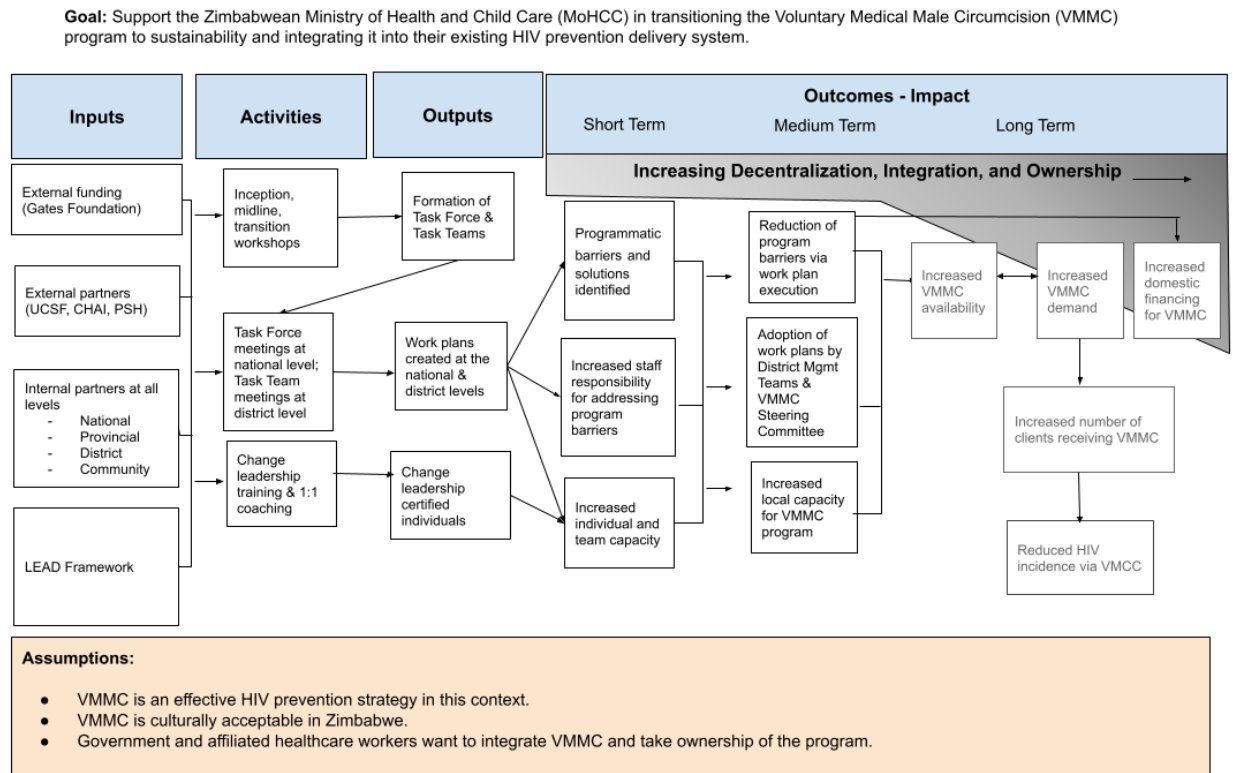 Goal: Support the Zimbabwean Ministry of Health and Child Care (MoHCC) in transitioning the Voluntary Medical Male Circumcision (VMMC)
program to sustainability and integrating it into their existing HIV prevention delivery system.
Inputs
Activities
Outputs
Outcomes - Impact
Short Term
Medium Term
Long Term
Increasing Decentralization, Integration, and Ownership
External funding
(Gates Foundation)
External partners
(UCSF, CHAI, PSH)
Internal partners at all
levels
- National
- Provincial
- District
- Community
LEAD Framework
Inception,
midline,
transition
workshops
Task Force
meetings at
national level;
Task Team
meetings at
district level
Change
leadership
training & 1:1
coaching
Formation of
Task Force &
Task Teams
Work plans
created at the
national &
district levels
Change
leadership
certified
individuals
Programmatic
barriers and
solutions
identified
Increased staff
responsibility
for addressing
program
barriers
Increased
individual and
team capacity
Reduction of
program
barriers via
work plan
execution
Adoption of
work plans by
District Mgmt
Teams &
VMMC
Steering
Committee
Increased
local capacity
for VMMC
program
Increased
VMMC
availability
Increased
VMMC
demand
Increased
domestic
financing
for VMMC
Increased number of
clients receiving VMMC
Reduced HIV
incidence via VMCC
Assumptions:
● VMMC is an effective HIV prevention strategy in this context.
● VMMC is culturally acceptable in Zimbabwe.
● Government and affiliated healthcare workers want to integrate VMMC and take ownership of the program.